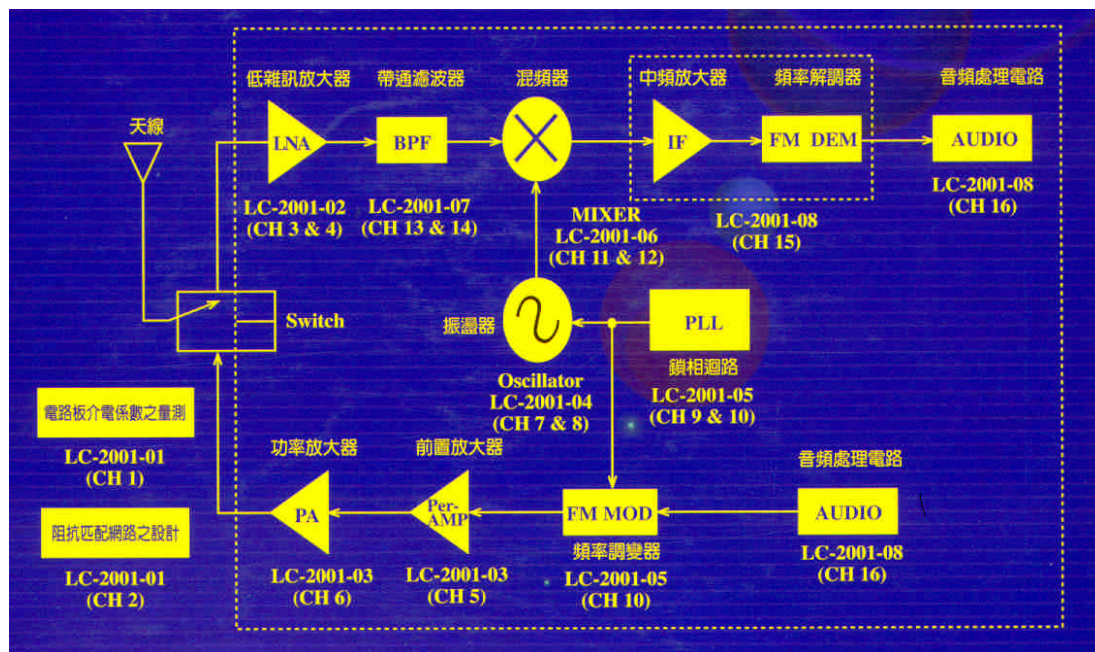 低雜訊放大器
帶通濾波器
混頻器
中頻放大器
頻率解調器
音頻處理電路
天線
LNA
BPF
IF
FM DEM
AUDIO
LC-2001-02
(CH 3 & 4)
LC-2001-07
(CH 13 & 14)
MIXER
LC-2001-06
(CH 11 & 12)
LC-2001-08
(CH 15)
LC-2001-08
(CH 16)
Switch
振盪器
PLL
鎖相迴路
Oscillator
LC-2001-04
(CH 7 & 8)
LC-2001-05
(CH 9 & 10)
電路板介電係數之量測
LC-2001-01
(CH 1)
功率放大器
前置放大器
音頻處理電路
PA
Per-
AMP
FM MOD
AUDIO
阻抗匹配網路之設計
頻率調變器
LC-2001-01
(CH 2)
LC-2001-03
(CH 6)
LC-2001-03
(CH 5)
LC-2001-05
(CH 10)
LC-2001-08
(CH 16)